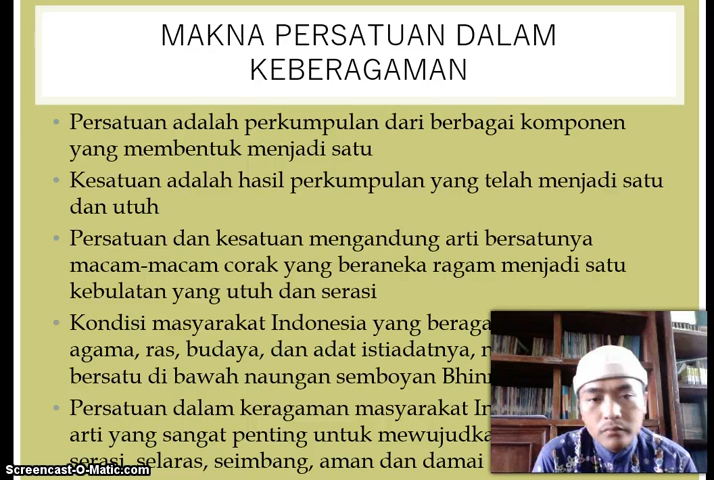 MAKNA PERSATUAN DALAM
KEBERAGAMAN
• Persatuan adalah perkumpulan dari berbagai komponen
yang membentuk menjadi satu
• Kesatuan adalah hasil perkumpulan yang telah menjadi satu
dan utuh
• Persatuan dan kesatuan mengandung arti bersatunya
macam-macam corak yang beraneka ragam menjadi satu
kebulatan yang utuh dan serasi
• Kondisi masyarakat Indonesia yang beraga
agama, ras, budaya, dan adat istiadatnya,
bersatu di bawah naungan semboyan Bhin
• Persatuan dalam keragaman masyarakat In
arti yang sangat penting untuk mewujudka
serasi, selaras, seimbang, aman dan damai
Screencast-O-Matic.com